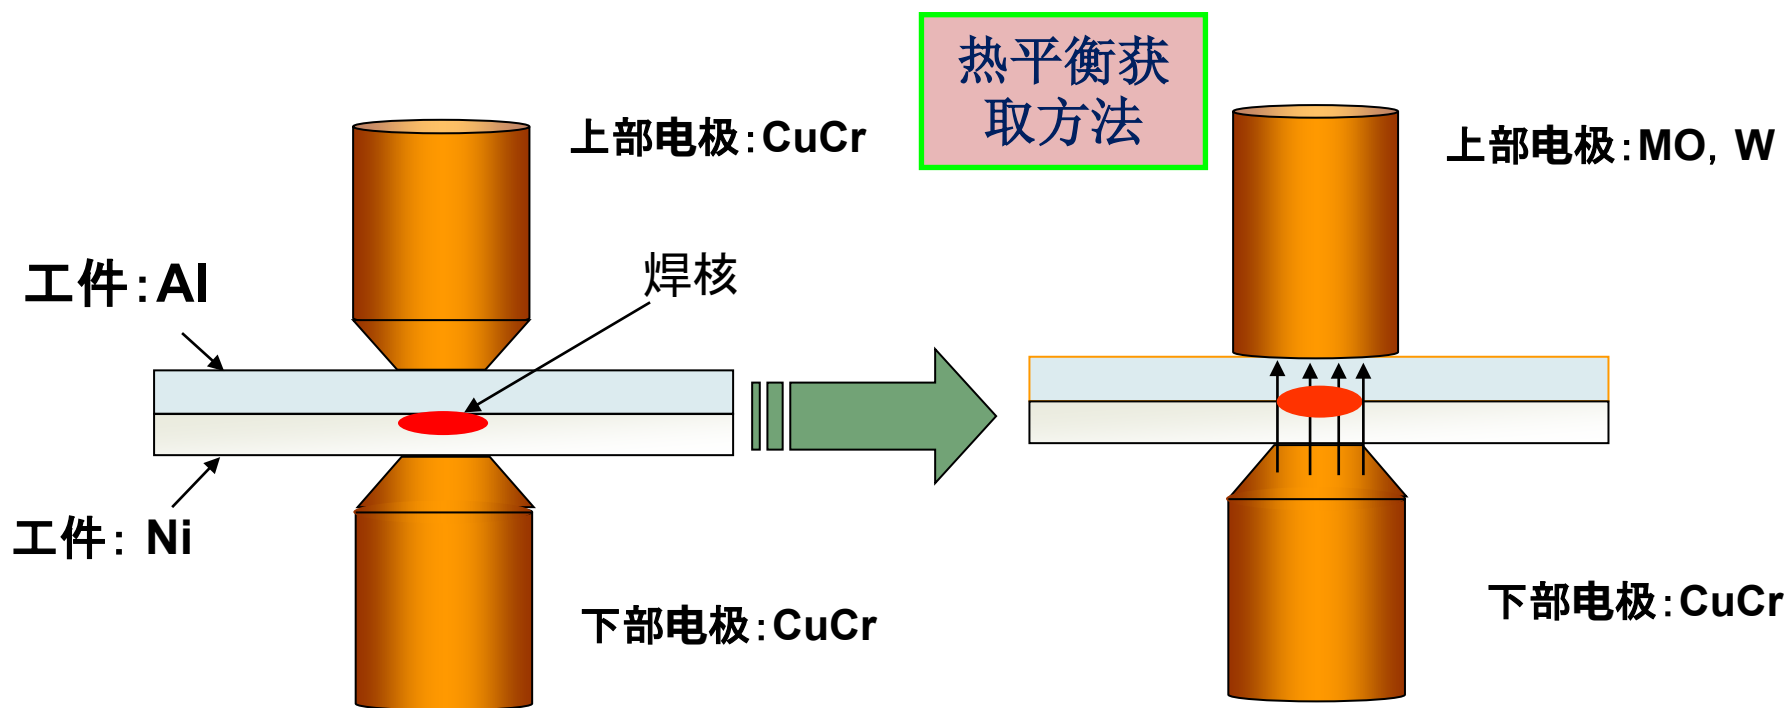 热平衡获
取方法
上部电极:CuCr
上部电极:MO, W
工件:Al
焊核
工件: Ni
下部电极:CuCr
下部电极:CuCr